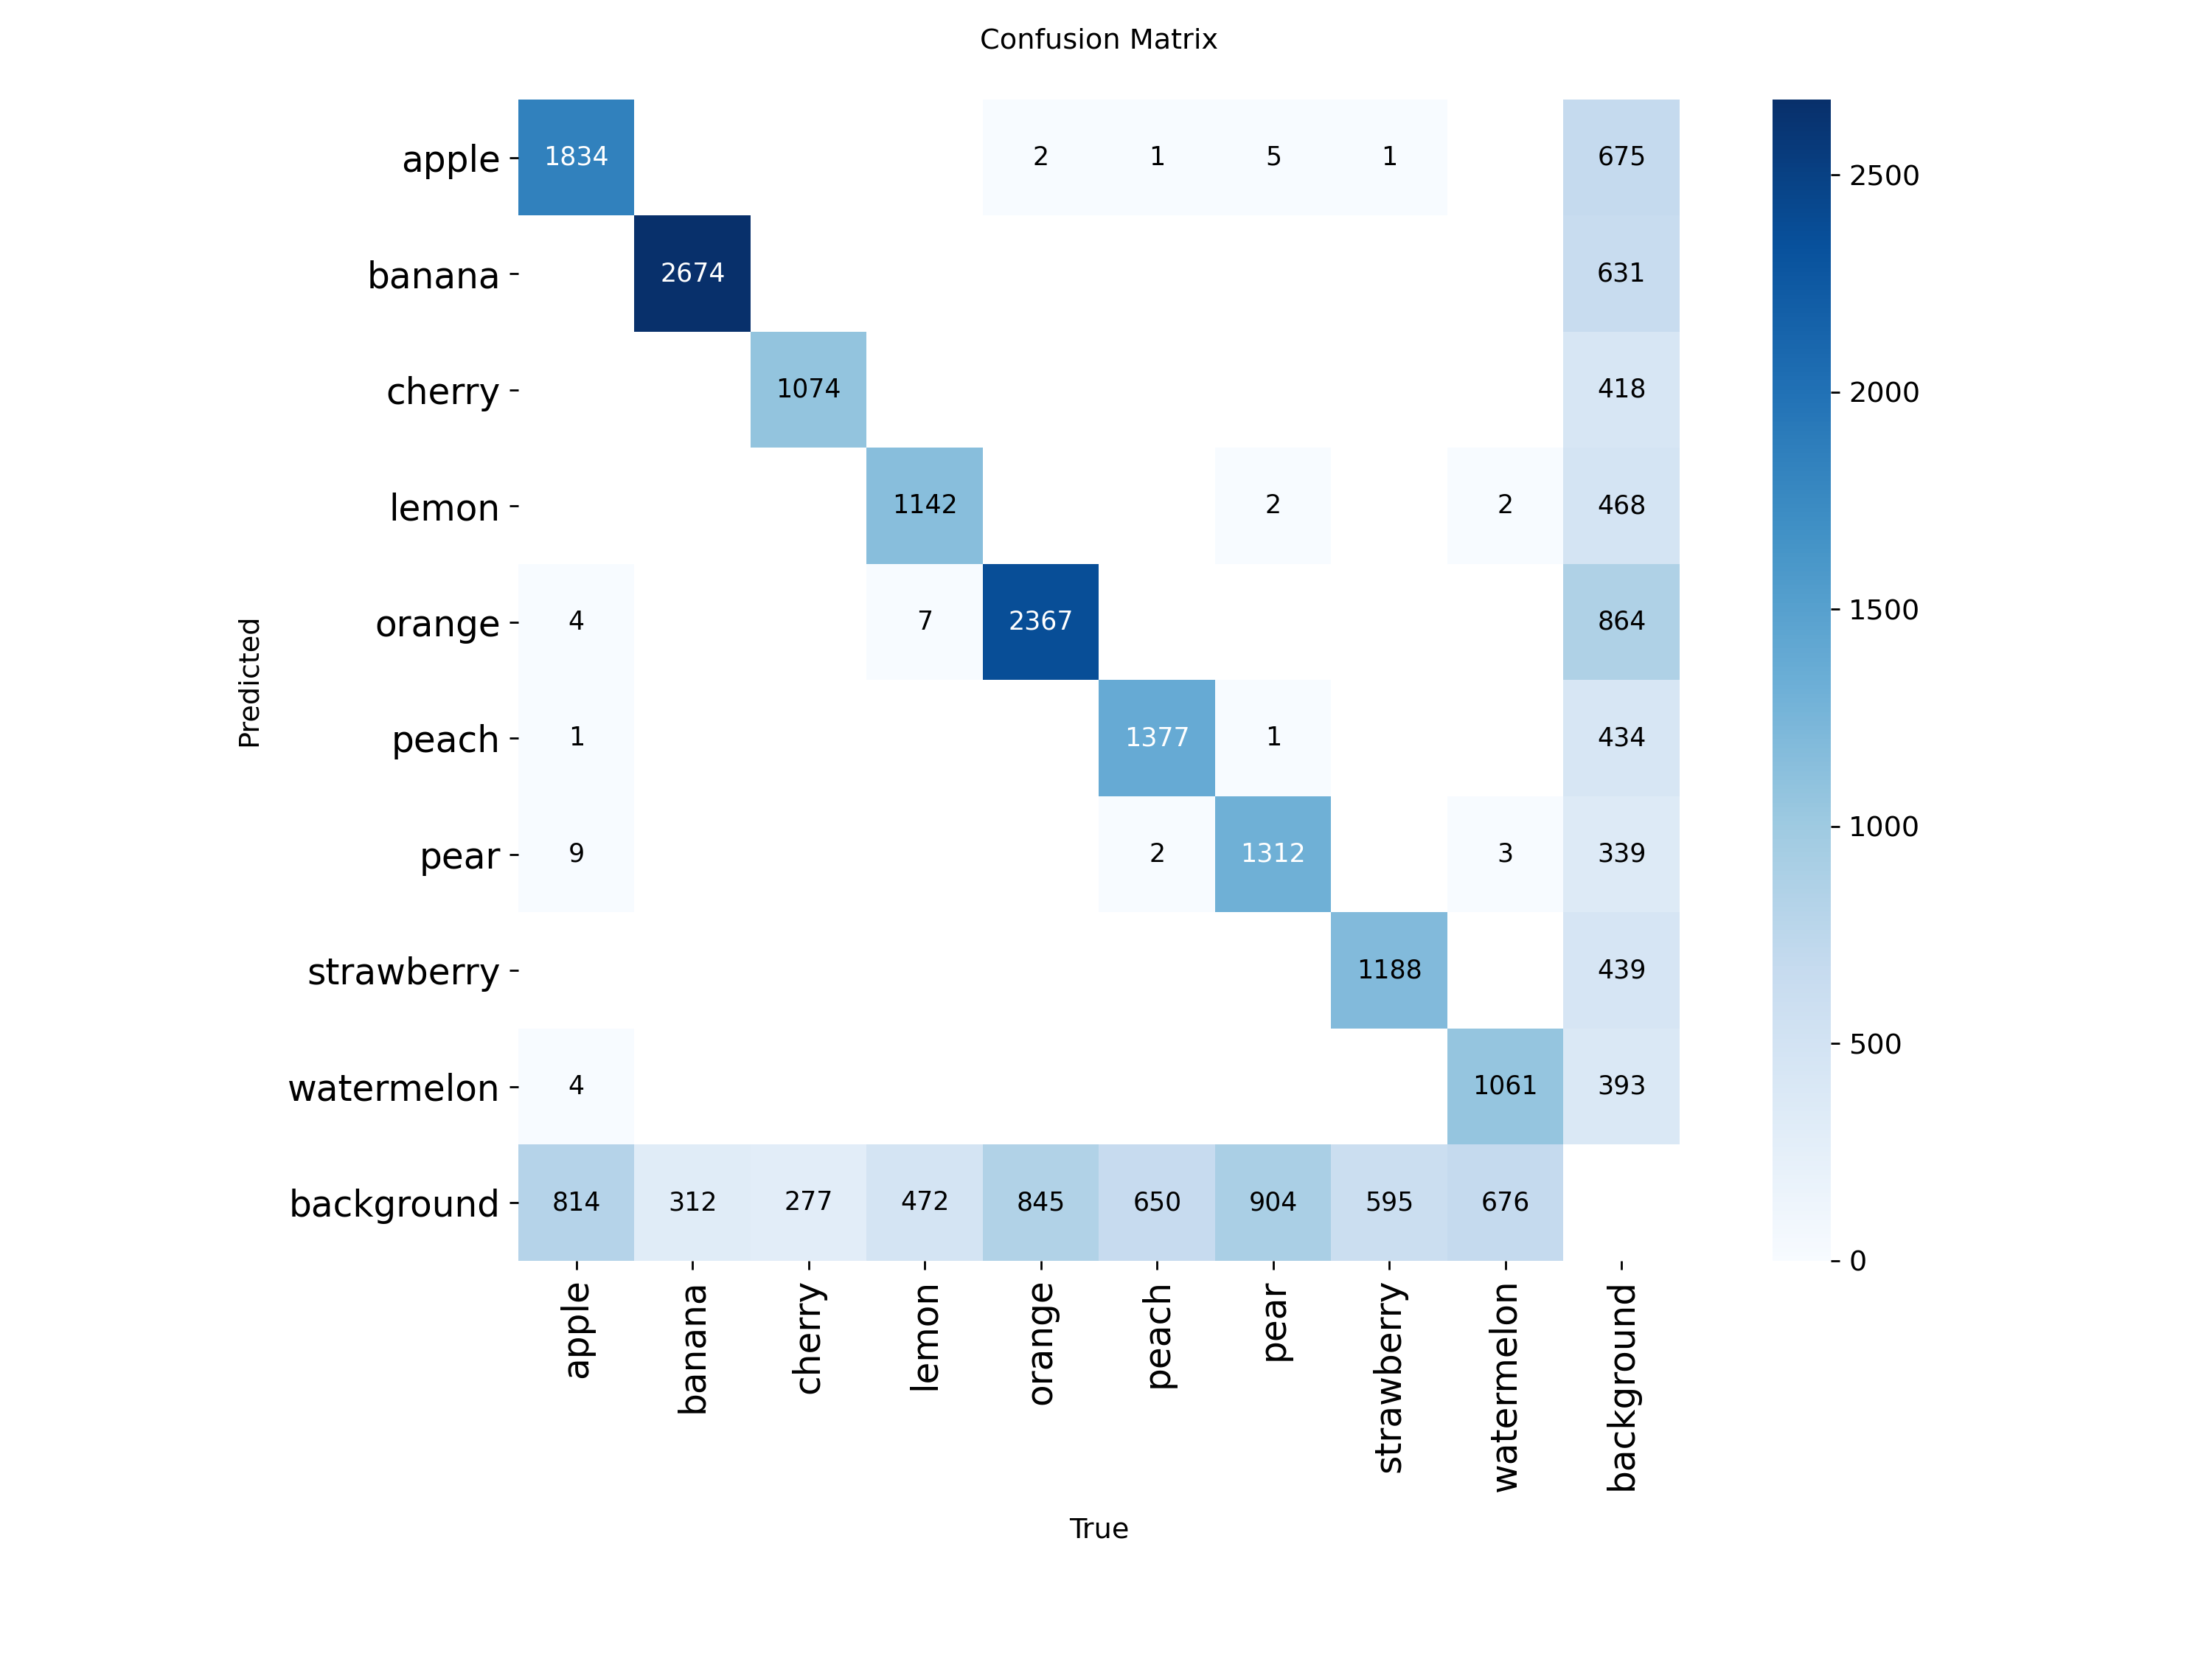 Confusion Matrix
apple 1834 2 1 5 1 675
banana 2674 631
cherry 1074 418
lemon 1142 2 2 468
orange 4 7 2367 864
peach 1 1377 1 434
pear 9 2 1312 3 339
strawberry 1188 439
watermelon 4 1061 393
background 814 312 277 472 845 650 904 595 676
Predicted
apple banana cherry lemon orange peach pear strawberry watermelon background
True
2500
2000
1500
1000
500
0